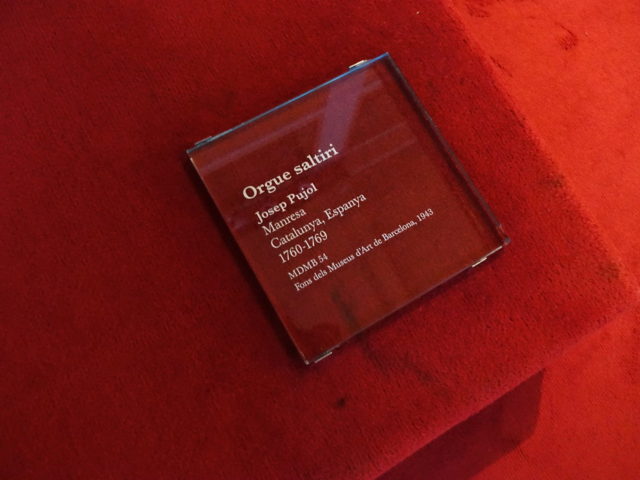 Orgue saltiri
Josep Pujol
Manresa
Catalunya, Espanya
1760-1769
MDMB 54
Fons dels Museus d'Art de Barcelona, 1943